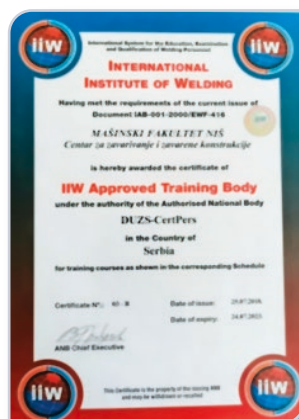 iiw
International System for the Education, Examination
and Qualification of Welding Personnel
iiw
INTERNATIONAL
INSTITUTE OF WELDING
Having met the requirements of the current issue of
Document IAB-001-2000/EWF-416
MAŠINSKI FAKULTET NIŠ
Centar za zavarivanje i zavarene konstrukcije
is hereby awarded the certificate of
IIW Approved Training Body
under the authority of the Authorised National Body
DUZS-CertPers
in the Country of
Serbia
for training courses as shown in the corresponding Schedule
Certificate Nº:
Date of issue:
Date of expiry:
ANB Chief Executive
iiw
This Certificate is the property of the issuing ANB
and may be withdrawn or recalled
iiw